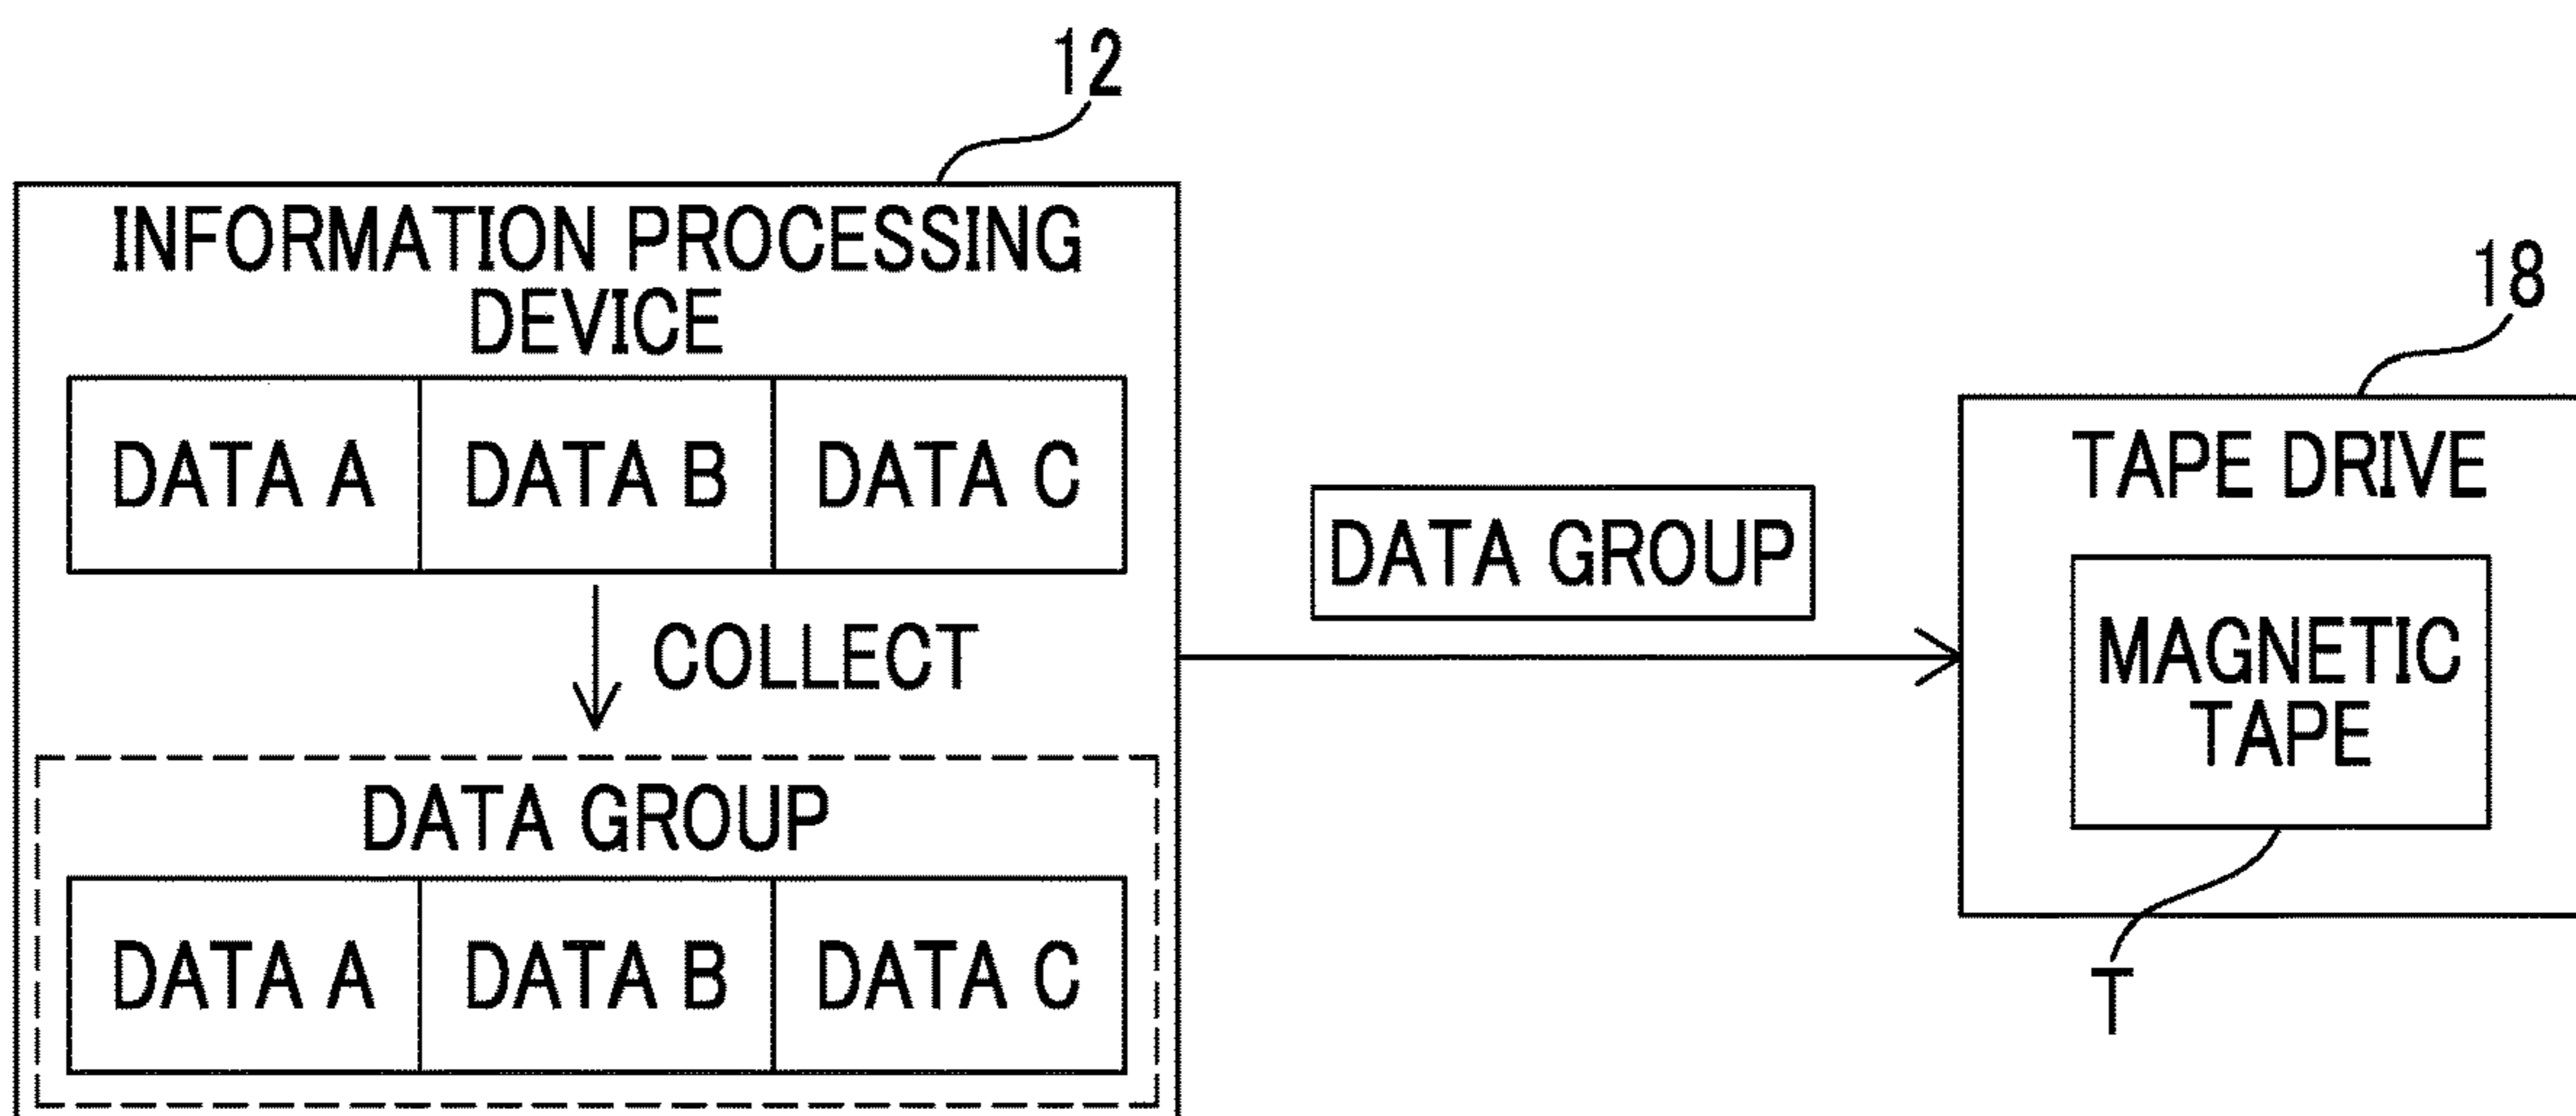 12
INFORMATION PROCESSING
DEVICE
DATA A DATA B DATA C
COLLECT
DATA GROUP
DATA A DATA B DATA C
DATA GROUP
18
TAPE DRIVE
MAGNETIC
TAPE
T